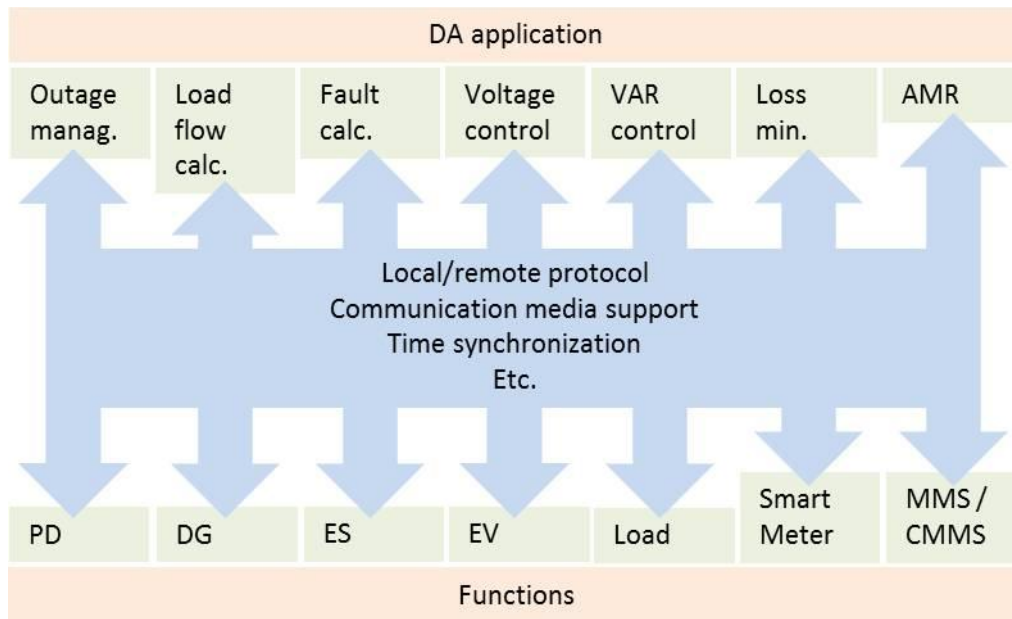 DA application
Outage
manag.
Load
flow
calc.
Fault
calc.
Voltage
control
VAR
control
Loss
min.
AMR
Local/remote protocol
Communication media support
Time synchronization
Etc.
PD
DG
ES
EV
Load
Smart
Meter
MMS /
CMMS
Functions